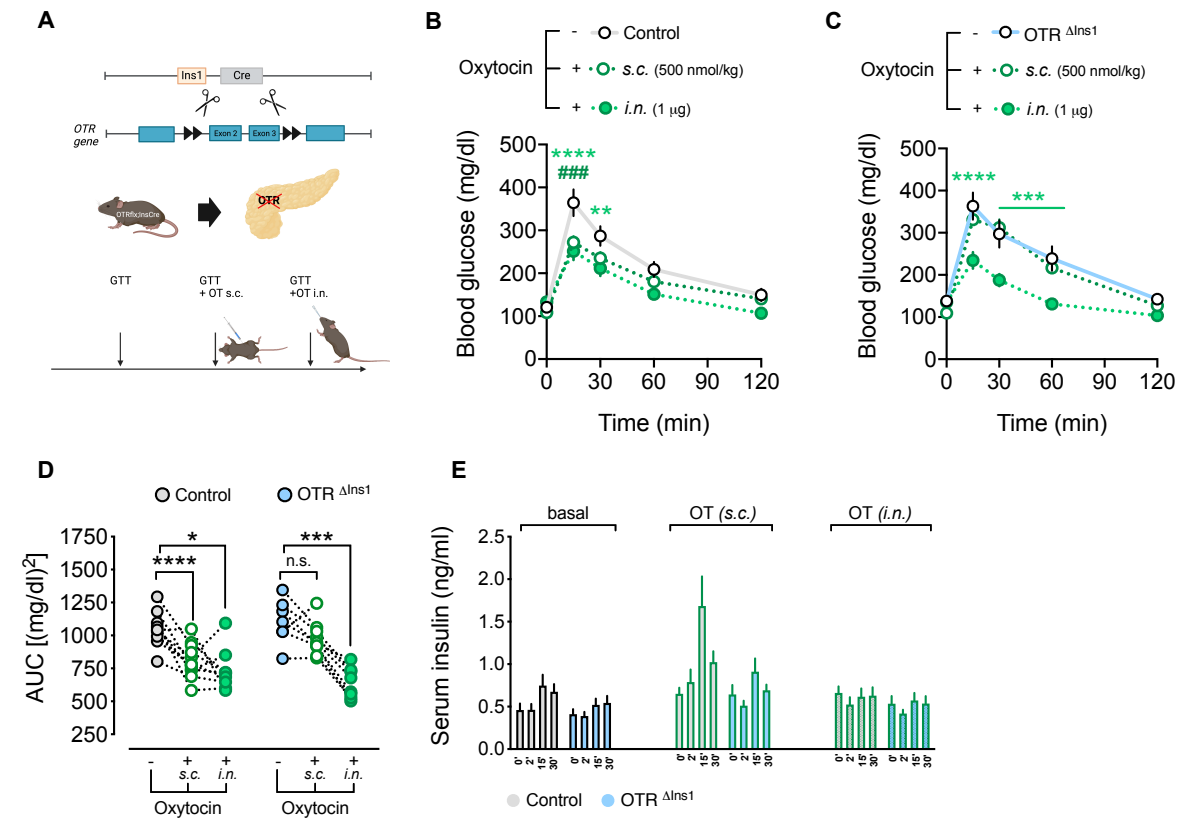 A
Ins1
Cre
OTR
gene
Exon 2
Exon 3
OTRflx;InsCre
OTR
GTT
GTT
+ OT s.c.
GTT
+OT i.n.
B
Oxytocin
- Control
+ s.c. (500 nmol/kg)
+ i.n. (1 µg)
Blood glucose (mg/dl)
500
400
300
200
100
0
****
###
**
0 30 60 90 120
Time (min)
C
Oxytocin
- OTR ΔIns1
+ s.c. (500 nmol/kg)
+ i.n. (1 µg)
Blood glucose (mg/dl)
500
400
300
200
100
0
****
***
0 30 60 90 120
Time (min)
D
Control
OTR ΔIns1
AUC [(mg/dl)2]
1750
1500
1250
1000
750
500
250
*
****
***
n.s.
- + + - + +
s.c. i.n. s.c. i.n.
Oxytocin Oxytocin
E
basal
OT (s.c.)
OT (i.n.)
Serum insulin (ng/ml)
2.5
2.0
1.5
1.0
0.5
0.0
0' 2' 15' 30' 0' 2' 15' 30' 0' 2' 15' 30' 0' 2' 15' 30' 0' 2' 15' 30' 0' 2' 15' 30'
Control OTR ΔIns1